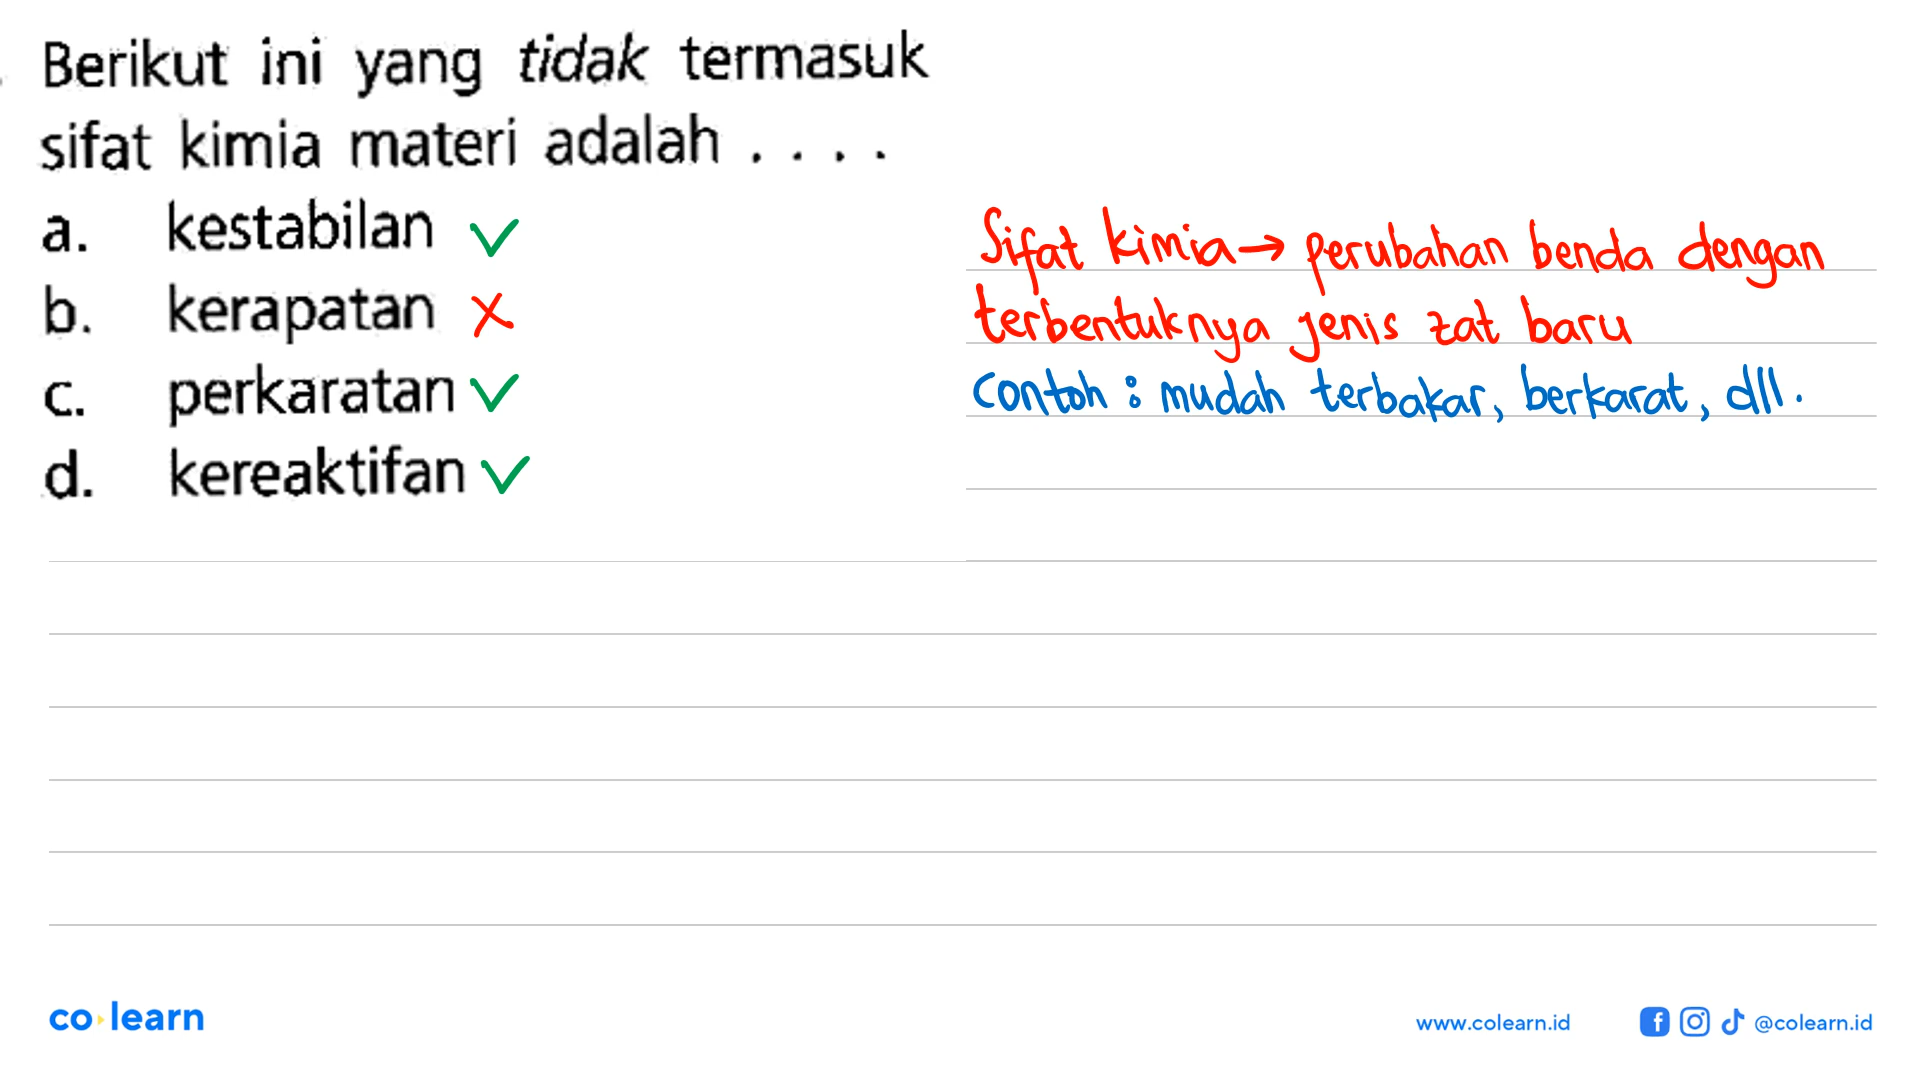 Berikut ini yang tidak termasuk
sifat kimia materi adalah . . . .
a. kestabilan ✓
b. kerapatan ✗
c. perkaratan ✓
d. kereaktifan ✓
Sifat kimia → perubahan benda dengan
terbentuknya jenis zat baru
contoh : mudah terbakar, berkarat, dll.
co learn
www.colearn.id
@colearn.id